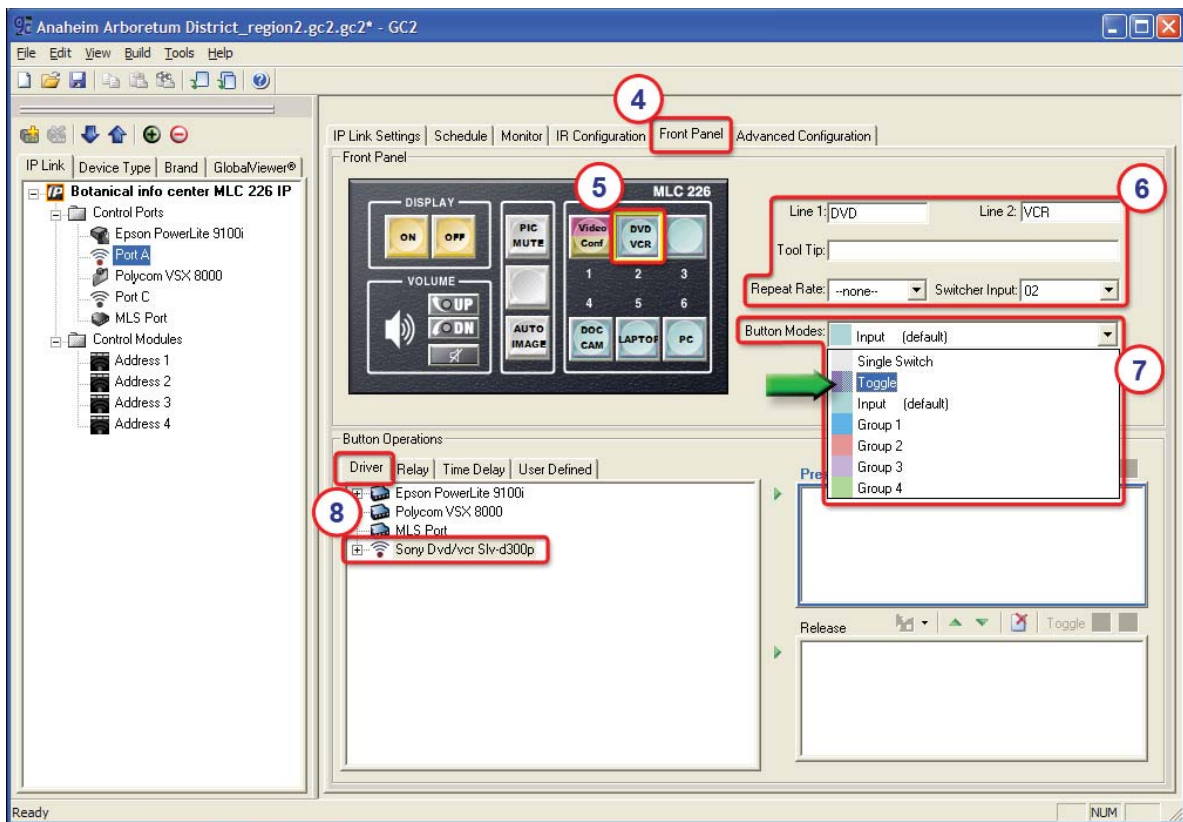 Anaheim Arboretum District_region2.gc2.gc2* - GC2
File Edit View Build Tools Help
4
IP Link Device Type Brand GlobalViewer®
Botanical info center MLC 226 IP
Control Ports
Epson PowerLite 9100i
Port A
Polycom VSX 8000
Port C
MLS Port
Control Modules
Address 1
Address 2
Address 3
Address 4
IP Link Settings Schedule Monitor IR Configuration Front Panel Advanced Configuration
Front Panel
5
MLC 226
DISPLAY
ON OFF
PIC MUTE
Video Conf
DVD VCR
1 2 3
VOLUME
UP
DN
4 5 6
AUTO IMAGE
DOC CAM
LAPTOP
PC
6
Line 1: DVD Line 2: VCR
Tool Tip:
Repeat Rate: --none-- Switcher Input: 02
Button Modes: Input (default)
7
Single Switch
Toggle
Input (default)
Group 1
Group 2
Group 3
Group 4
Button Operations
Driver Relay Time Delay User Defined
8
Epson PowerLite 9100i
Polycom VSX 8000
MLS Port
Sony Dvd/vcr Slv-d300p
Release Toggle
Ready NUM